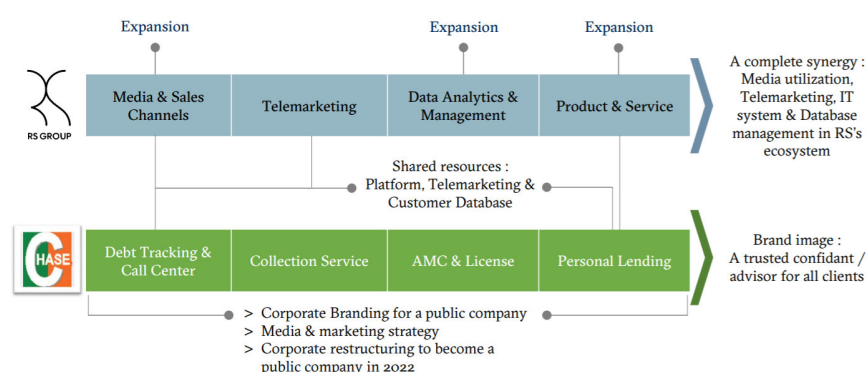 Expansion
Expansion
Expansion
RS GROUP
Media & Sales
Channels
Telemarketing
Data Analytics &
Management
Product & Service
A complete synergy :
Media utilization,
Telemarketing, IT
system & Database
management in RS's
ecosystem
Shared resources :
Platform, Telemarketing &
Customer Database
CHASE
Debt Tracking &
Call Center
Collection Service
AMC & License
Personal Lending
Brand image :
A trusted confidant /
advisor for all clients
> Corporate Branding for a public company
> Media & marketing strategy
> Corporate restructuring to become a
public company in 2022